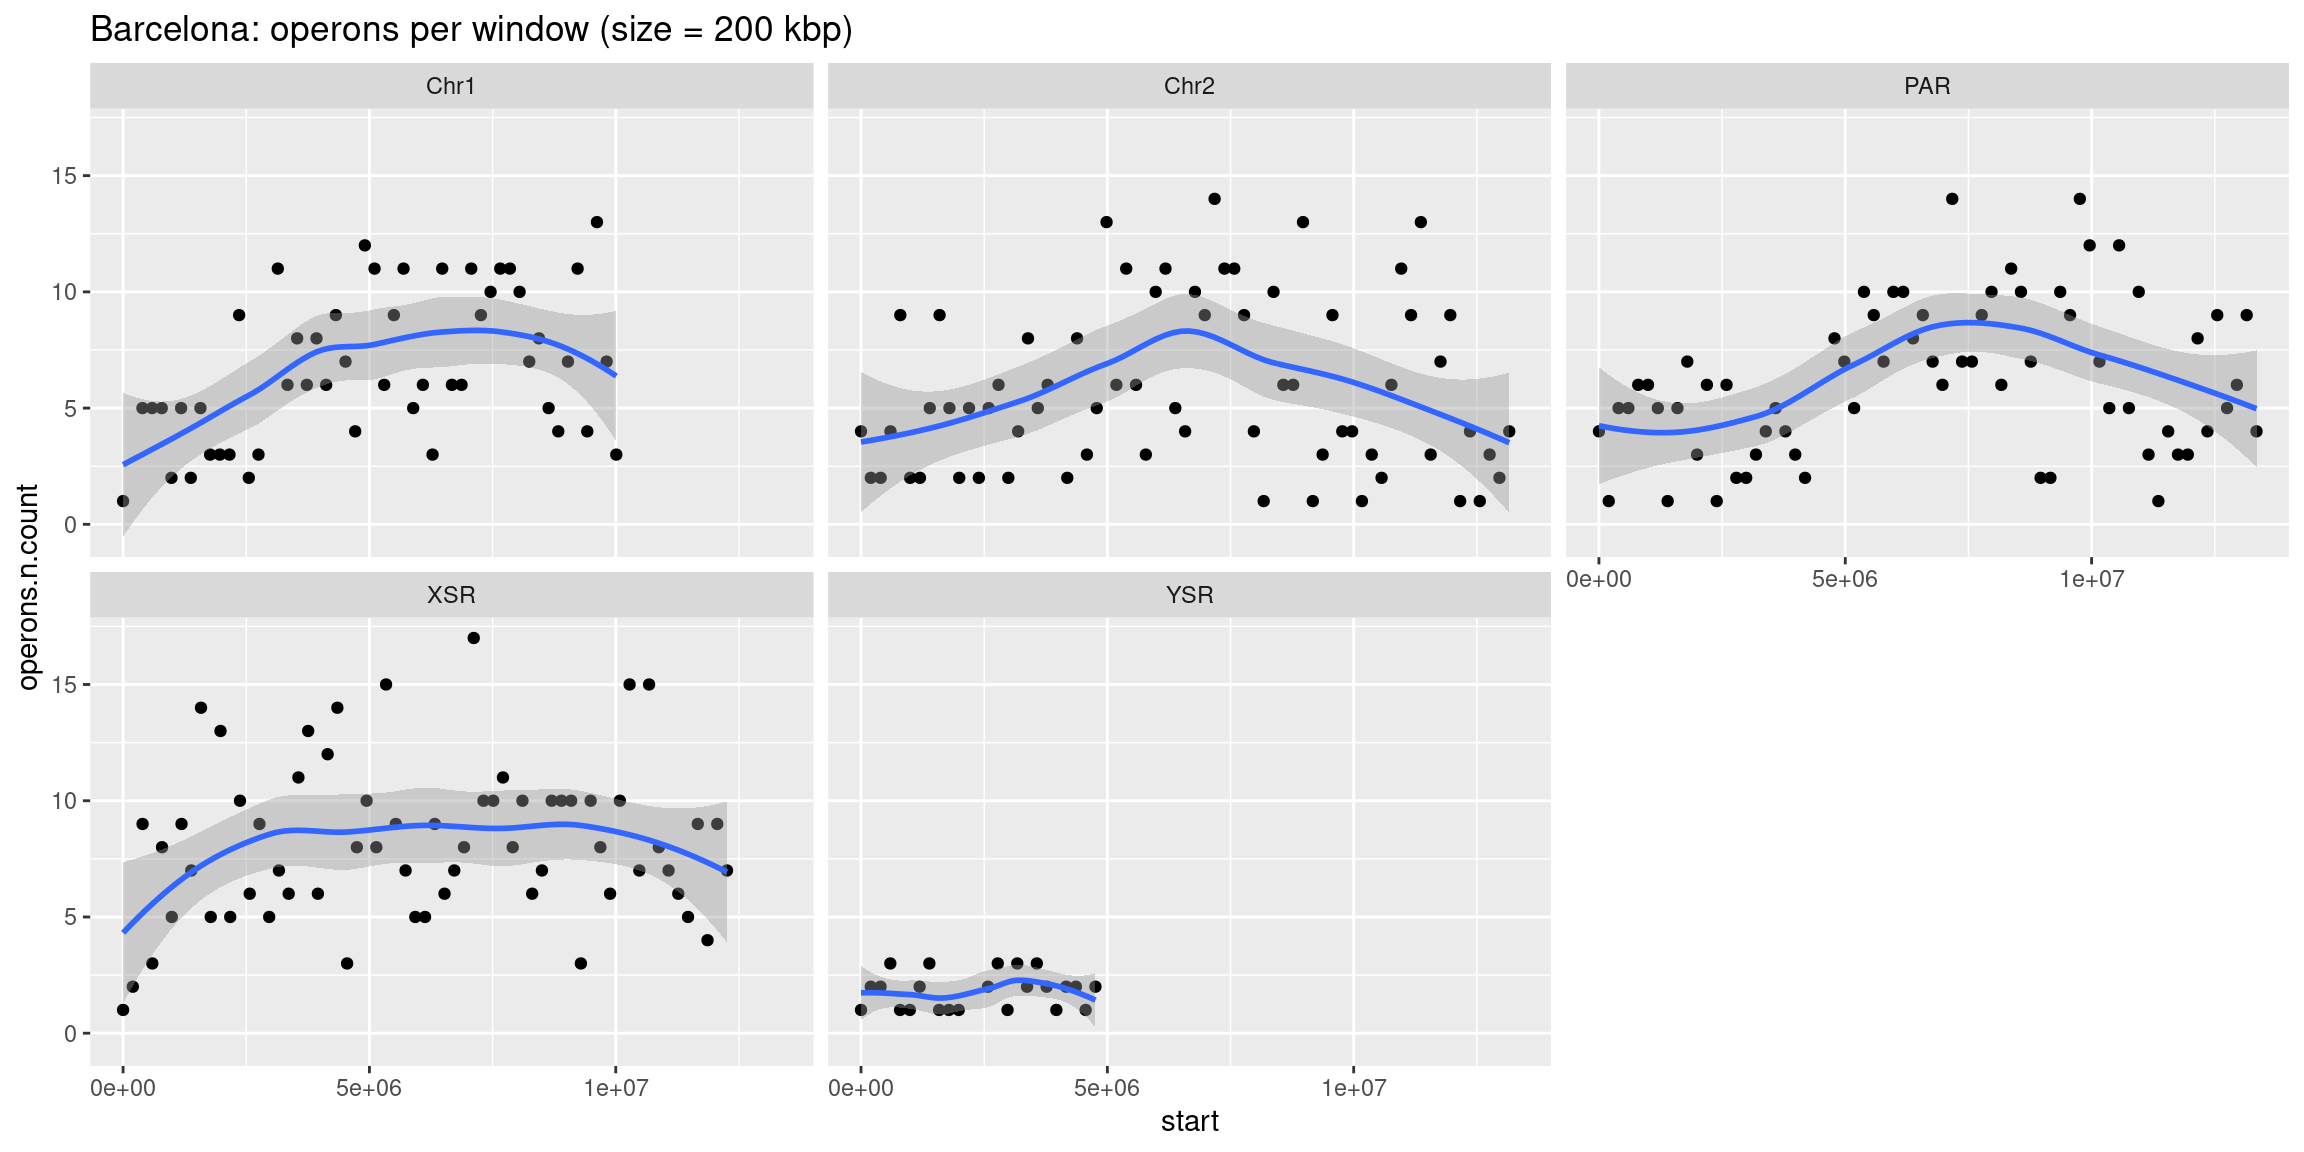 Barcelona: operons per window (size = 200 kbp)
Chr1
Chr2
PAR
15
10
5
0
0e+00
5e+06
1e+07
XSR
YSR
15
10
5
0
0e+00
5e+06
1e+07
0e+00
5e+06
1e+07
start
operons.n.count